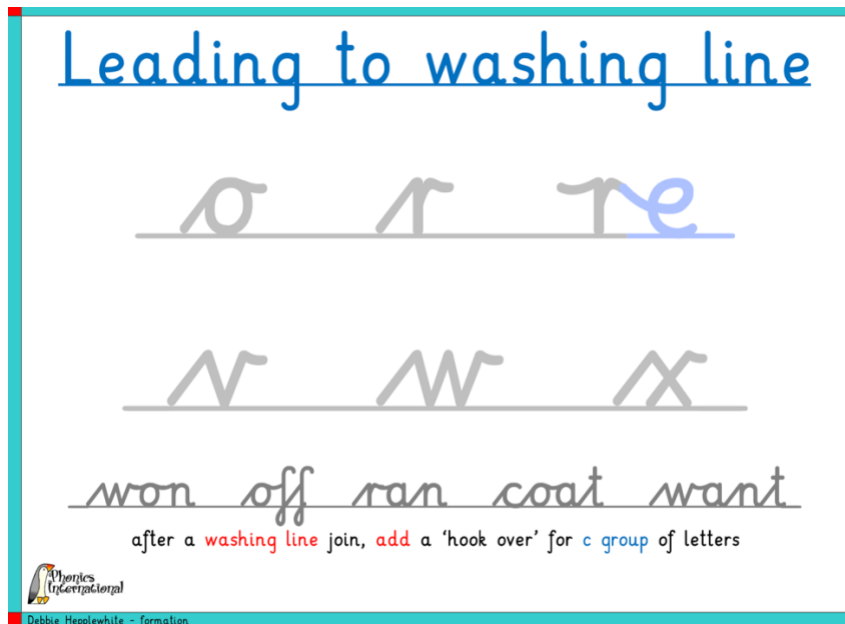 Leading to washing line
o r re
v w x
won off ran coat want
after a washing line join, add a ‘hook over’ for c group of letters
Phonics
International
Debbie Hepplewhite - formation